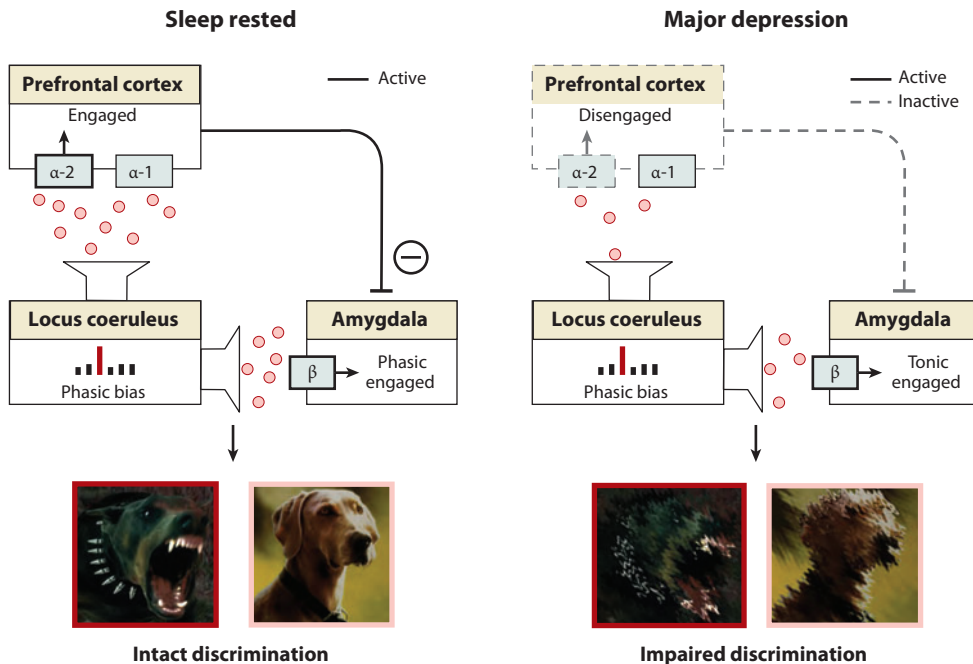 Sleep rested
Prefrontal cortex
Engaged
α-2
α-1
Active
Locus coeruleus
Phasic bias
β
Amygdala
Phasic
engaged
Intact discrimination
Major depression
Prefrontal cortex
Disengaged
α-2
α-1
Active
Inactive
Locus coeruleus
Phasic bias
β
Amygdala
Tonic
engaged
Impaired discrimination